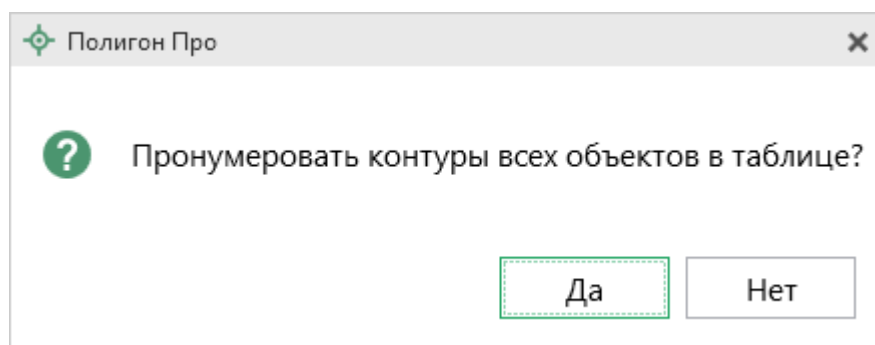 Полигон Про
Пронумеровать контуры всех объектов в таблице?
Да
Нет